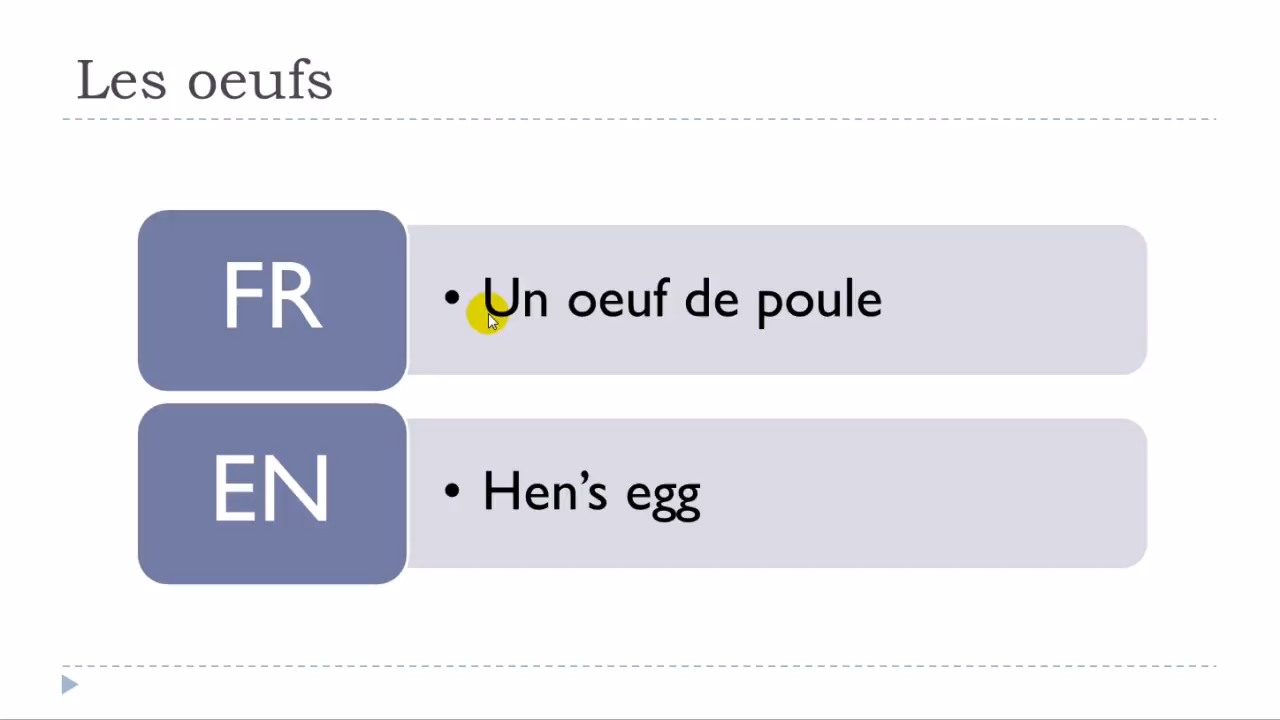 Les oeufs
FR
• Un oeuf de poule
EN
• Hen’s egg